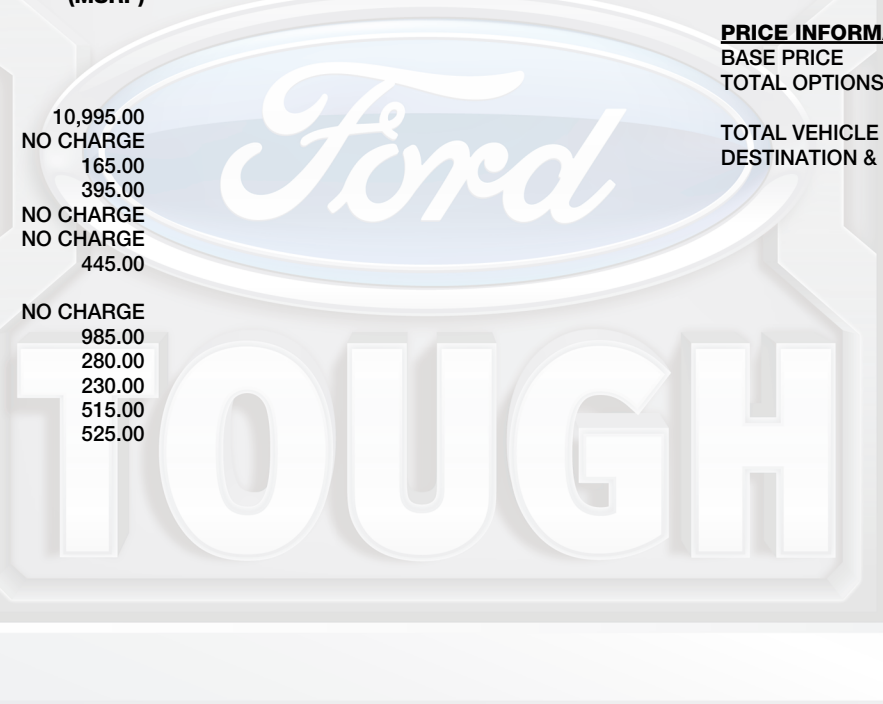 (MSRP)
10,995.00
NO CHARGE
165.00
395.00
NO CHARGE
NO CHARGE
445.00
NO CHARGE
985.00
280.00
230.00
515.00
525.00
PRICE INFORMA
BASE PRICE
TOTAL OPTIONS
TOTAL VEHICLE
DESTINATION &
Ford
TOUGH